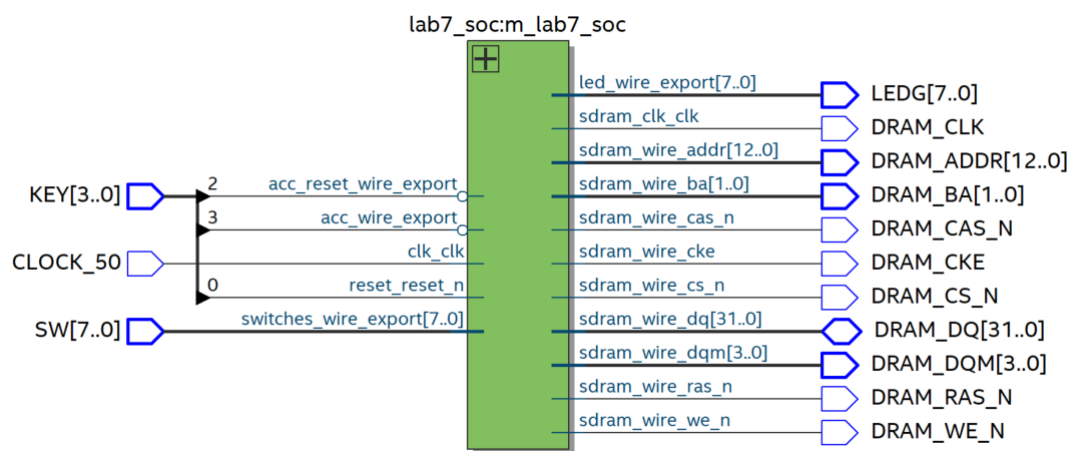 lab7_soc:m_lab7_soc
led_wire_export[7..0]
LEDG[7..0]
sdram_clk_clk
DRAM_CLK
sdram_wire_addr[12..0]
DRAM_ADDR[12..0]
KEY[3..0]
2
acc_reset_wire_export
sdram_wire_ba[1..0]
DRAM_BA[1..0]
3
acc_wire_export
sdram_wire_cas_n
DRAM_CAS_N
CLOCK_50
clk_clk
sdram_wire_cke
DRAM_CKE
0
reset_reset_n
sdram_wire_cs_n
DRAM_CS_N
SW[7..0]
switches_wire_export[7..0]
sdram_wire_dq[31..0]
DRAM_DQ[31..0]
sdram_wire_dqm[3..0]
DRAM_DQM[3..0]
sdram_wire_ras_n
DRAM_RAS_N
sdram_wire_we_n
DRAM_WE_N